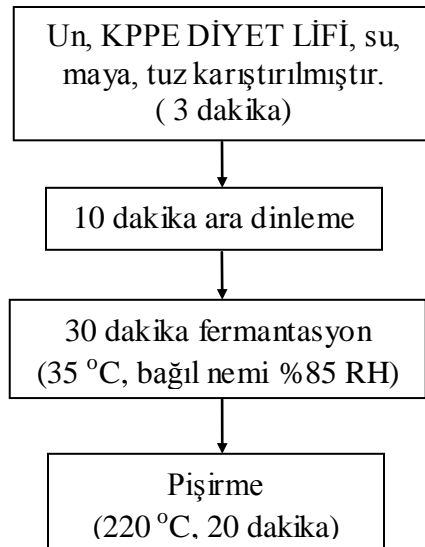 Un, KPPE DİYET LİFİ, su,
maya, tuz karıştırılmıştır.
( 3 dakika)
10 dakika ara dinleme
30 dakika fermantasyon
(35 °C, bağıl nemi %85 RH)
Pişirme
(220 °C, 20 dakika)